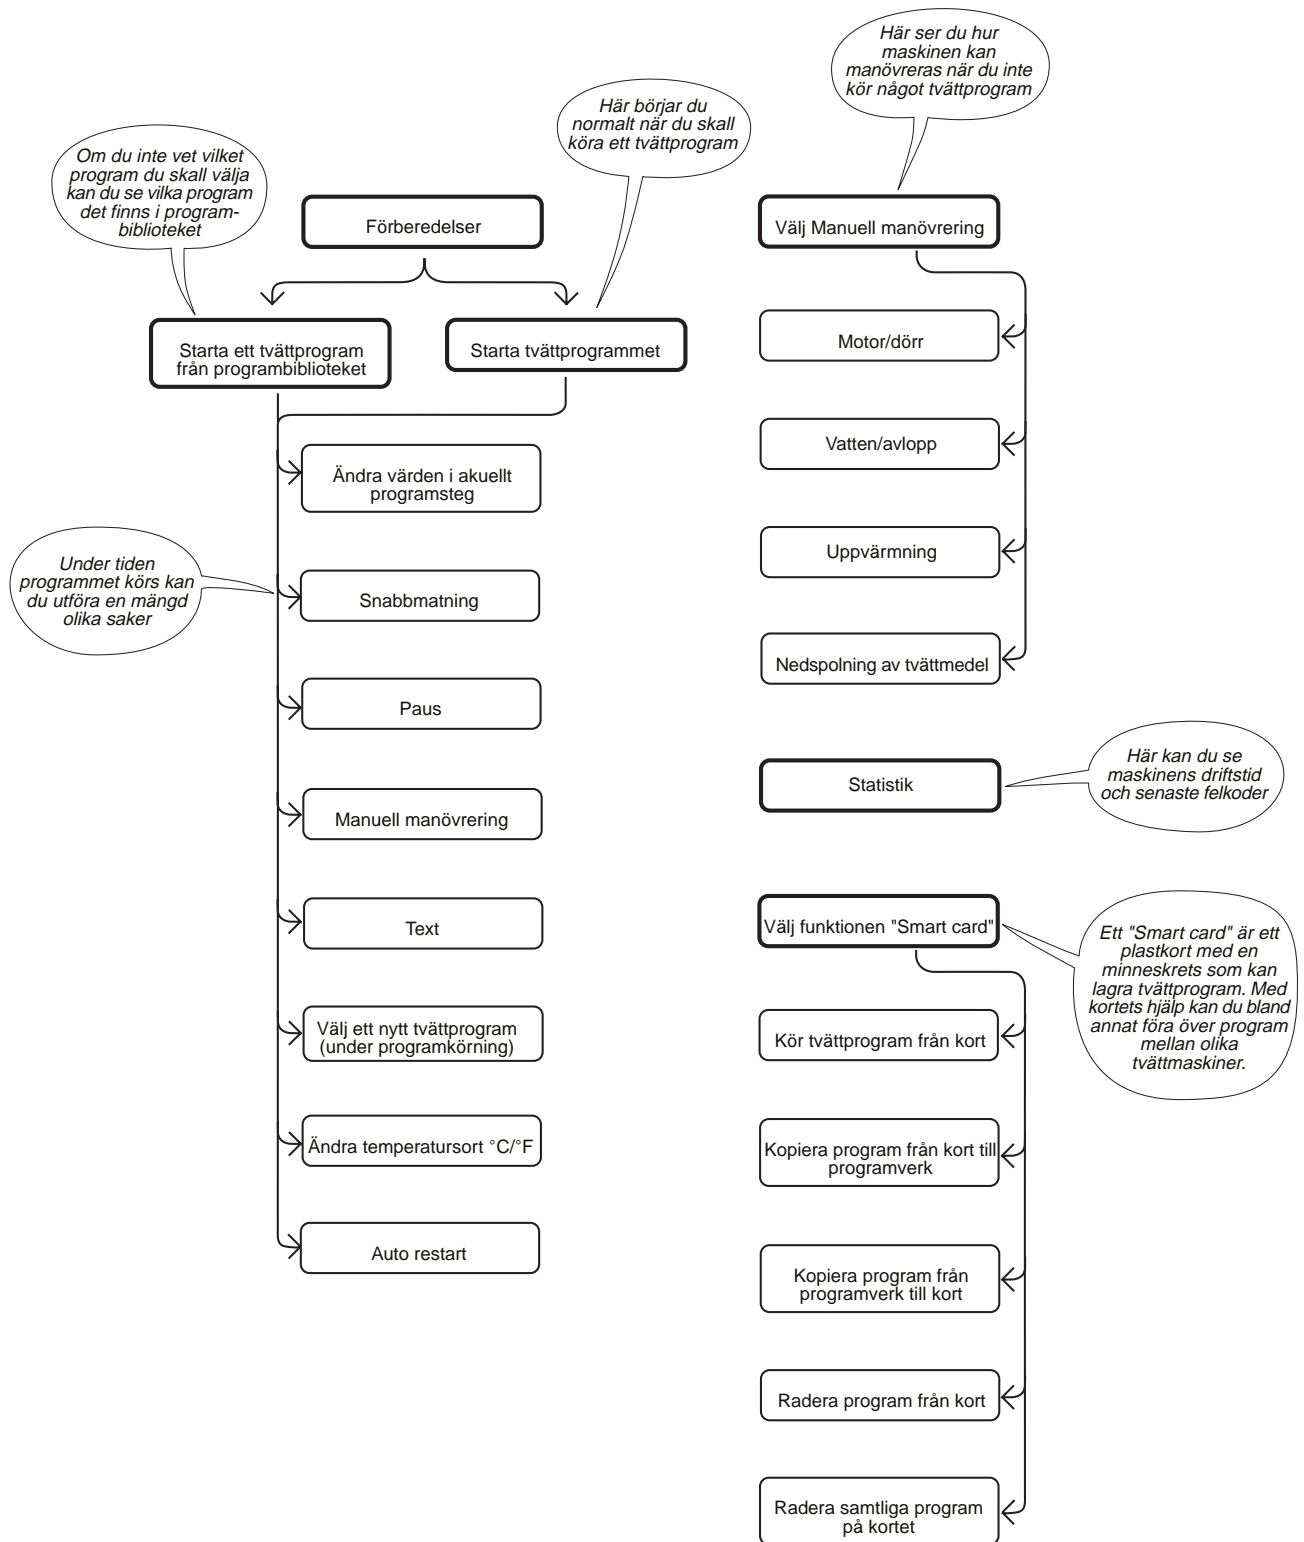 Här ser du hur
maskinen kan
manövreras när du inte
kör något tvättprogram
Här börjar du
normalt när du skall
köra ett tvättprogram
Om du inte vet vilket
program du skall välja
kan du se vilka program
det finns i program-
biblioteket
Förberedelser
Starta ett tvättprogram
från programbiblioteket
Starta tvättprogrammet
Ändra värden i akuellt
programsteg
Under tiden
programmet körs kan
du utföra en mängd
olika saker
Snabbmatning
Paus
Manuell manövrering
Text
Välj ett nytt tvättprogram
(under programkörning)
Ändra temperatursort °C/°F
Auto restart
Välj Manuell manövrering
Motor/dörr
Vatten/avlopp
Uppvärmning
Nedspolning av tvättmedel
Statistik
Här kan du se
maskinens driftstid
och senaste felkoder
Välj funktionen "Smart card"
Ett "Smart card" är ett
plastkort med en
minneskrets som kan
lagra tvättprogram. Med
kortets hjälp kan du bland
annat föra över program
mellan olika
tvättmaskiner.
Kör tvättprogram från kort
Kopiera program från kort till
programverk
Kopiera program från
programverk till kort
Radera program från kort
Radera samtliga program
på kortet